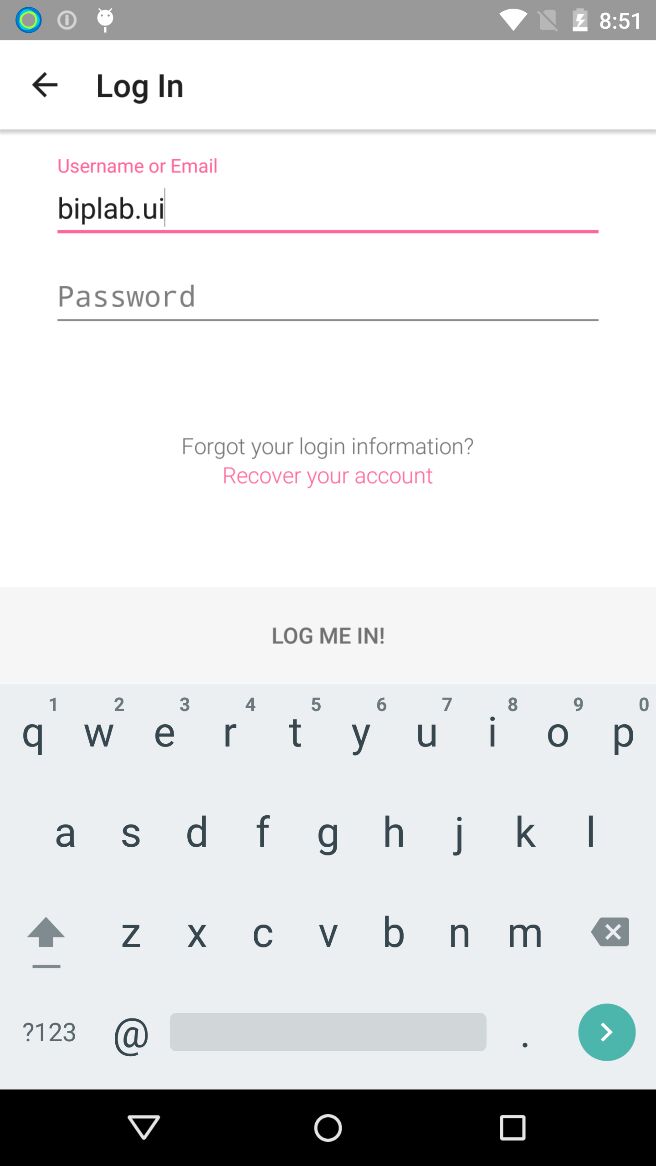 8:51
Log In
Username or Email
biplab.ui
Password
Forgot your login information?
Recover your account
LOG ME IN!
1 2 3 4 5 6 7 8 9 0
q w e r t y u i o p
a s d f g h j k l
z x c v b n m
?123 @ .